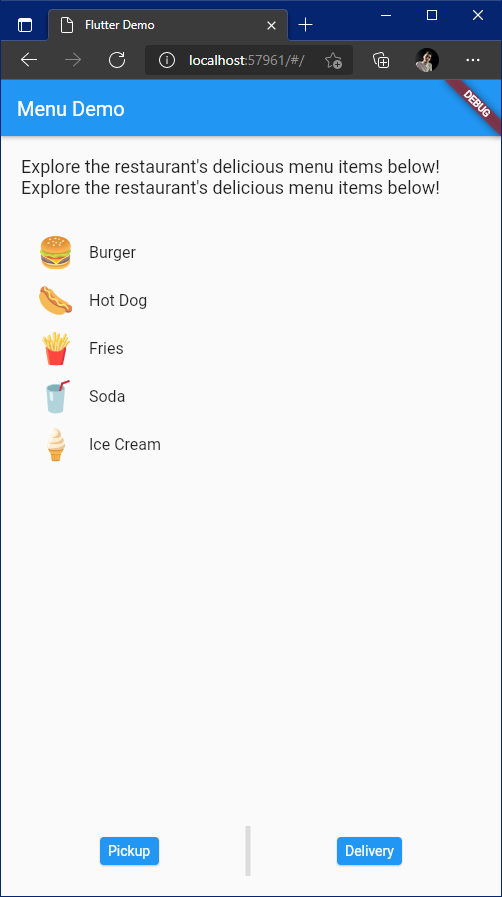 Flutter Demo
localhost:57961/#/
Menu Demo
DEBUG
Explore the restaurant's delicious menu items below!
Explore the restaurant's delicious menu items below!
Burger
Hot Dog
Fries
Soda
Ice Cream
Pickup
Delivery